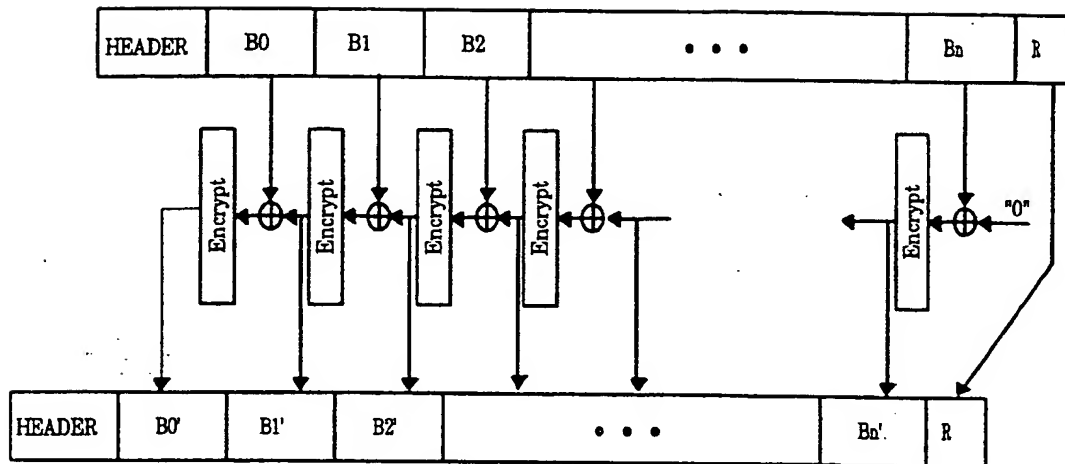 HEADER B0 B1 B2 • • • Bn R
Encrypt Encrypt Encrypt Encrypt Encrypt
"0"
HEADER B0' B1' B2' • • • Bn'. R